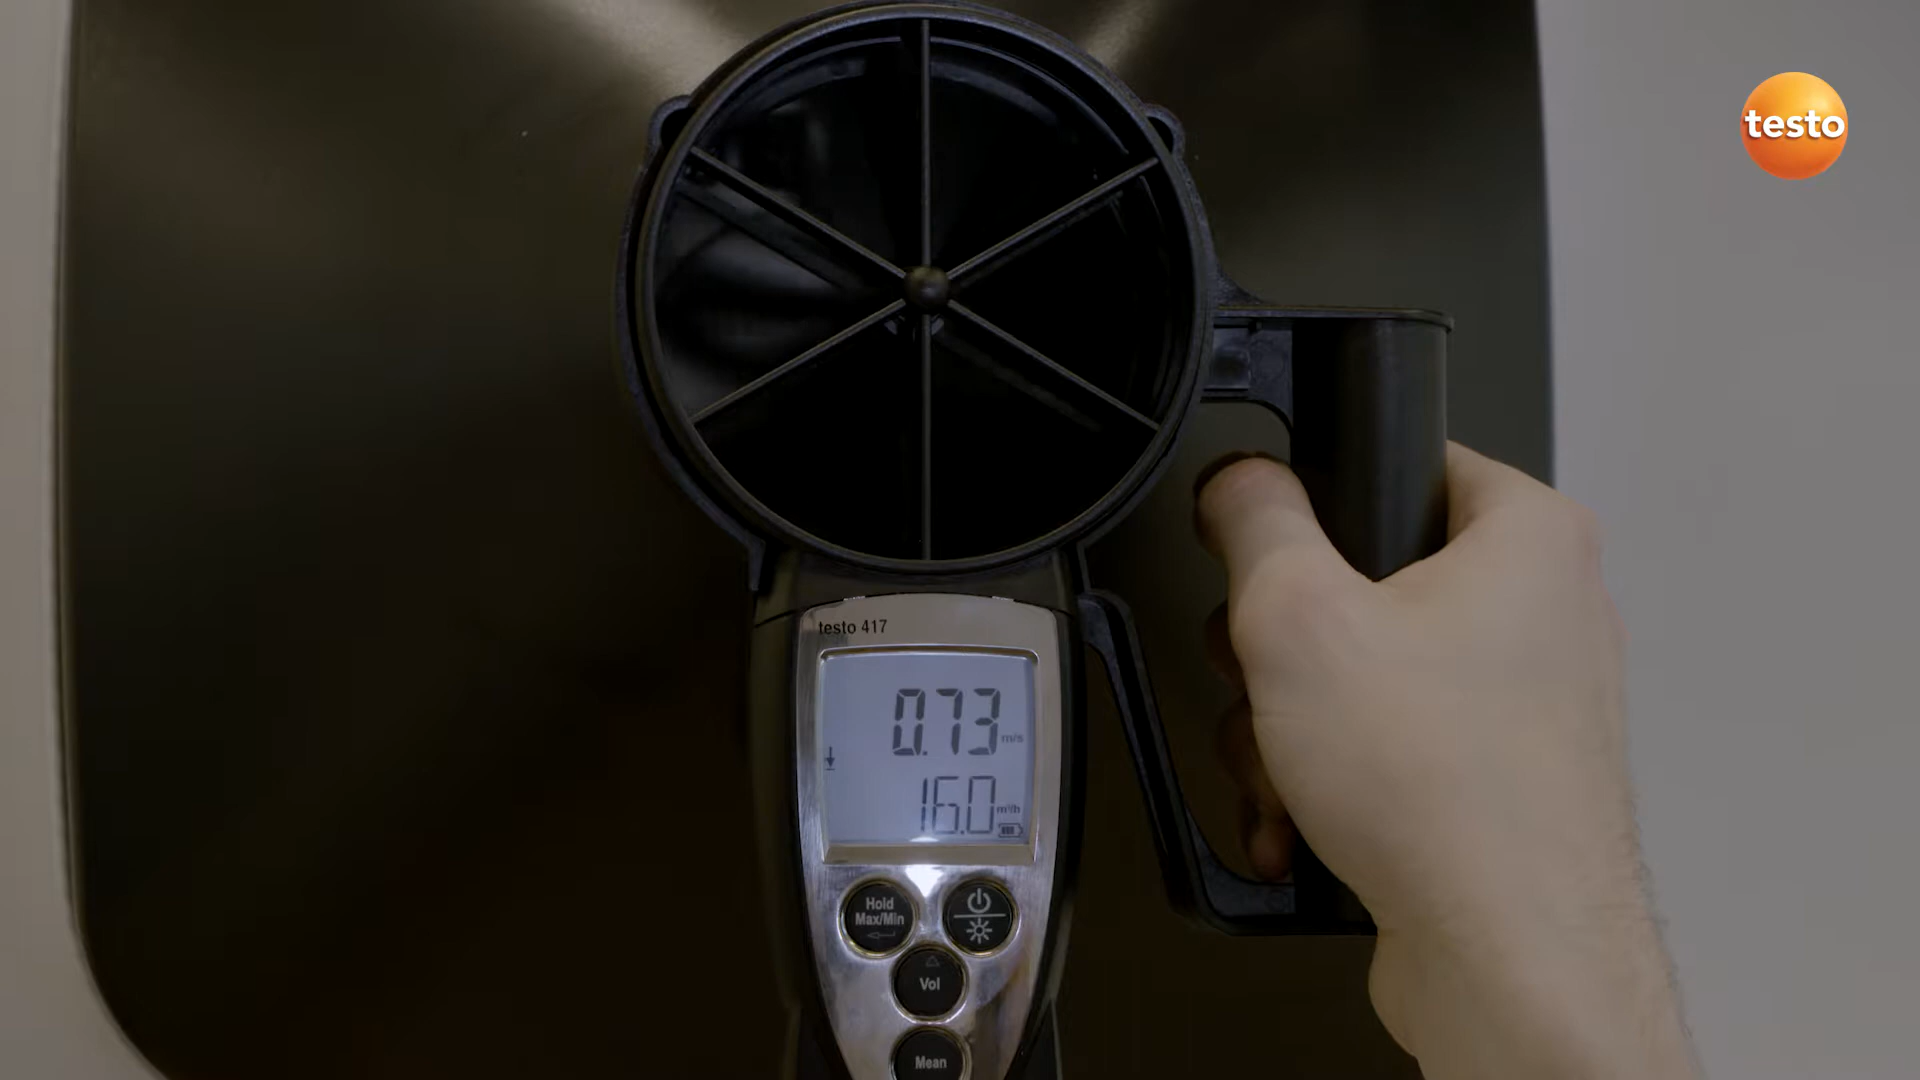 testo
testo 417
0.73 m/s
16.0 m³/h
Hold
Max/Min
Vol
Mean